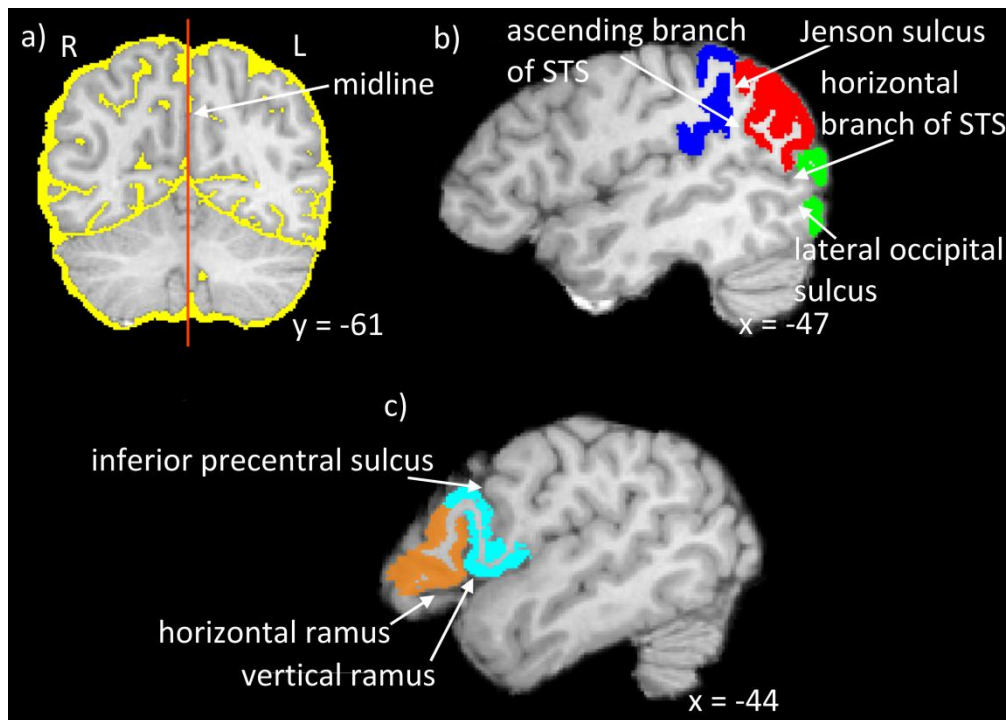 a)
R
L
midline
y = -61
b)
ascending branch
of STS
Jenson sulcus
horizontal
branch of STS
lateral occipital
sulcus
x = -47
c)
inferior precentral sulcus
horizontal ramus
vertical ramus
x = -44